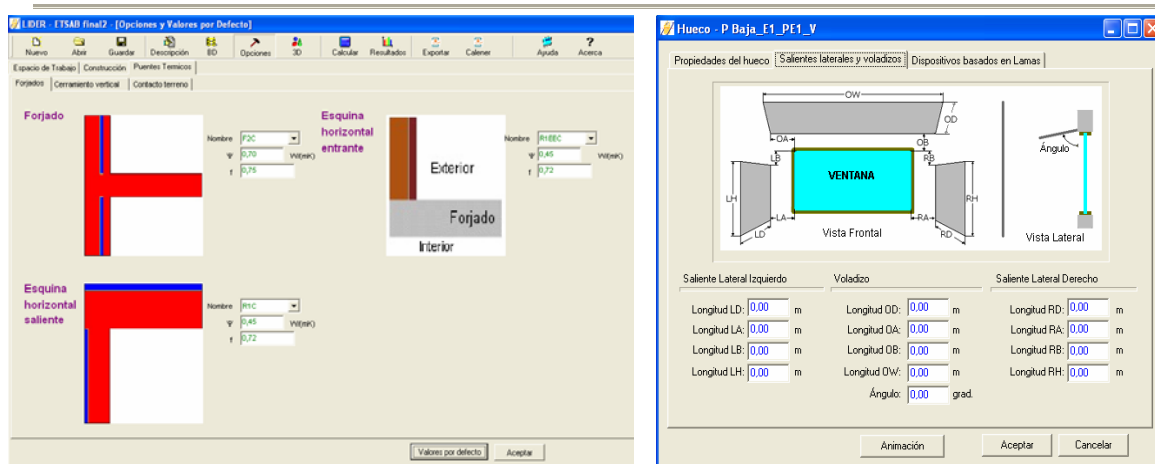 LIDER - ETSAB final2 - [Opciones y Valores por Defecto]
Nuevo Abrir Guardar Descripción BD Opciones 3D Calcular Resultados Exportar Calener Ayuda Acerca
Espacio de Trabajo Construcción Puentes Termicos
Forjados Cerramiento vertical Contacto terreno
Forjado
Nombre F2C
Ψ 0,70 W/(mK)
f 0,75
Esquina
horizontal
entrante
Exterior
Forjado
Interior
Nombre R1EEC
Ψ 0,45 W/(mK)
f 0,72
Esquina
horizontal
saliente
Nombre R1C
Ψ 0,45 W/(mK)
f 0,72
Valores por defecto Aceptar
Hueco - P Baja_E1_PE1_V
Propiedades del hueco Salientes laterales y voladizos Dispositivos basados en Lamas
OW
OD
OA
OB
LB
RB
VENTANA
LH
RH
LA
RA
LD
RD
Vista Frontal
Ángulo
Vista Lateral
Saliente Lateral Izquierdo Voladizo Saliente Lateral Derecho
Longitud LD: 0,00 m Longitud OD: 0,00 m Longitud RD: 0,00 m
Longitud LA: 0,00 m Longitud OA: 0,00 m Longitud RA: 0,00 m
Longitud LB: 0,00 m Longitud OB: 0,00 m Longitud RB: 0,00 m
Longitud LH: 0,00 m Longitud OW: 0,00 m Longitud RH: 0,00 m
Ángulo: 0,00 grad.
Animación Aceptar Cancelar